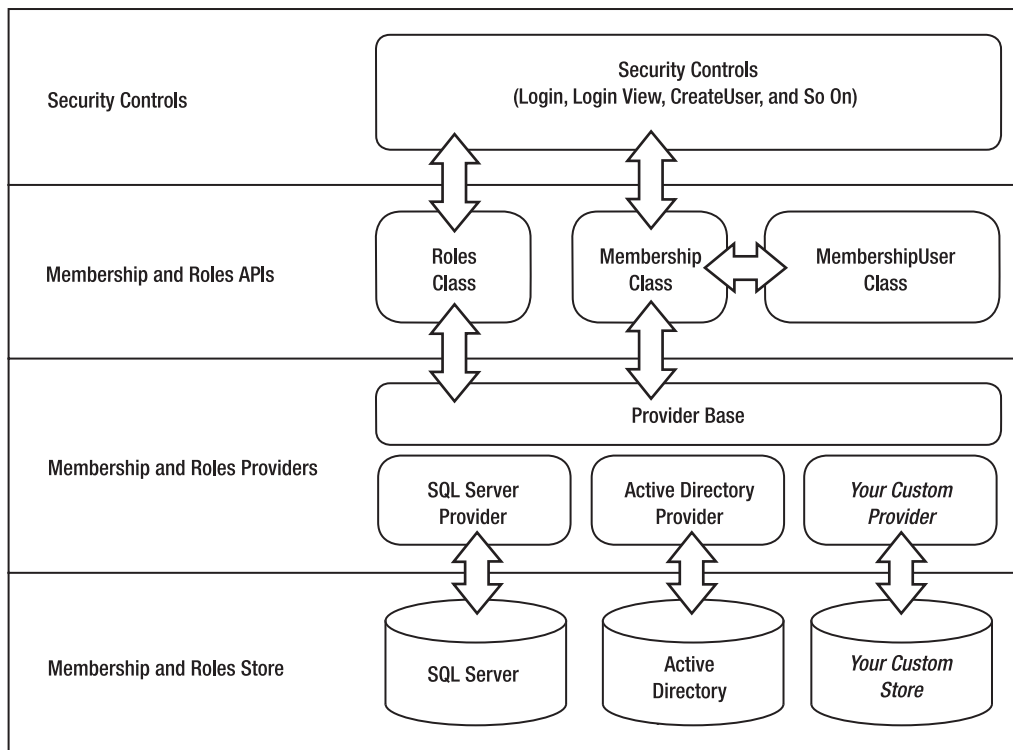 Security Controls
Security Controls
(Login, Login View, CreateUser, and So On)
Membership and Roles APIs
Roles
Class
Membership
Class
MembershipUser
Class
Membership and Roles Providers
Provider Base
SQL Server
Provider
Active Directory
Provider
Your Custom
Provider
Membership and Roles Store
SQL Server
Active
Directory
Your Custom
Store